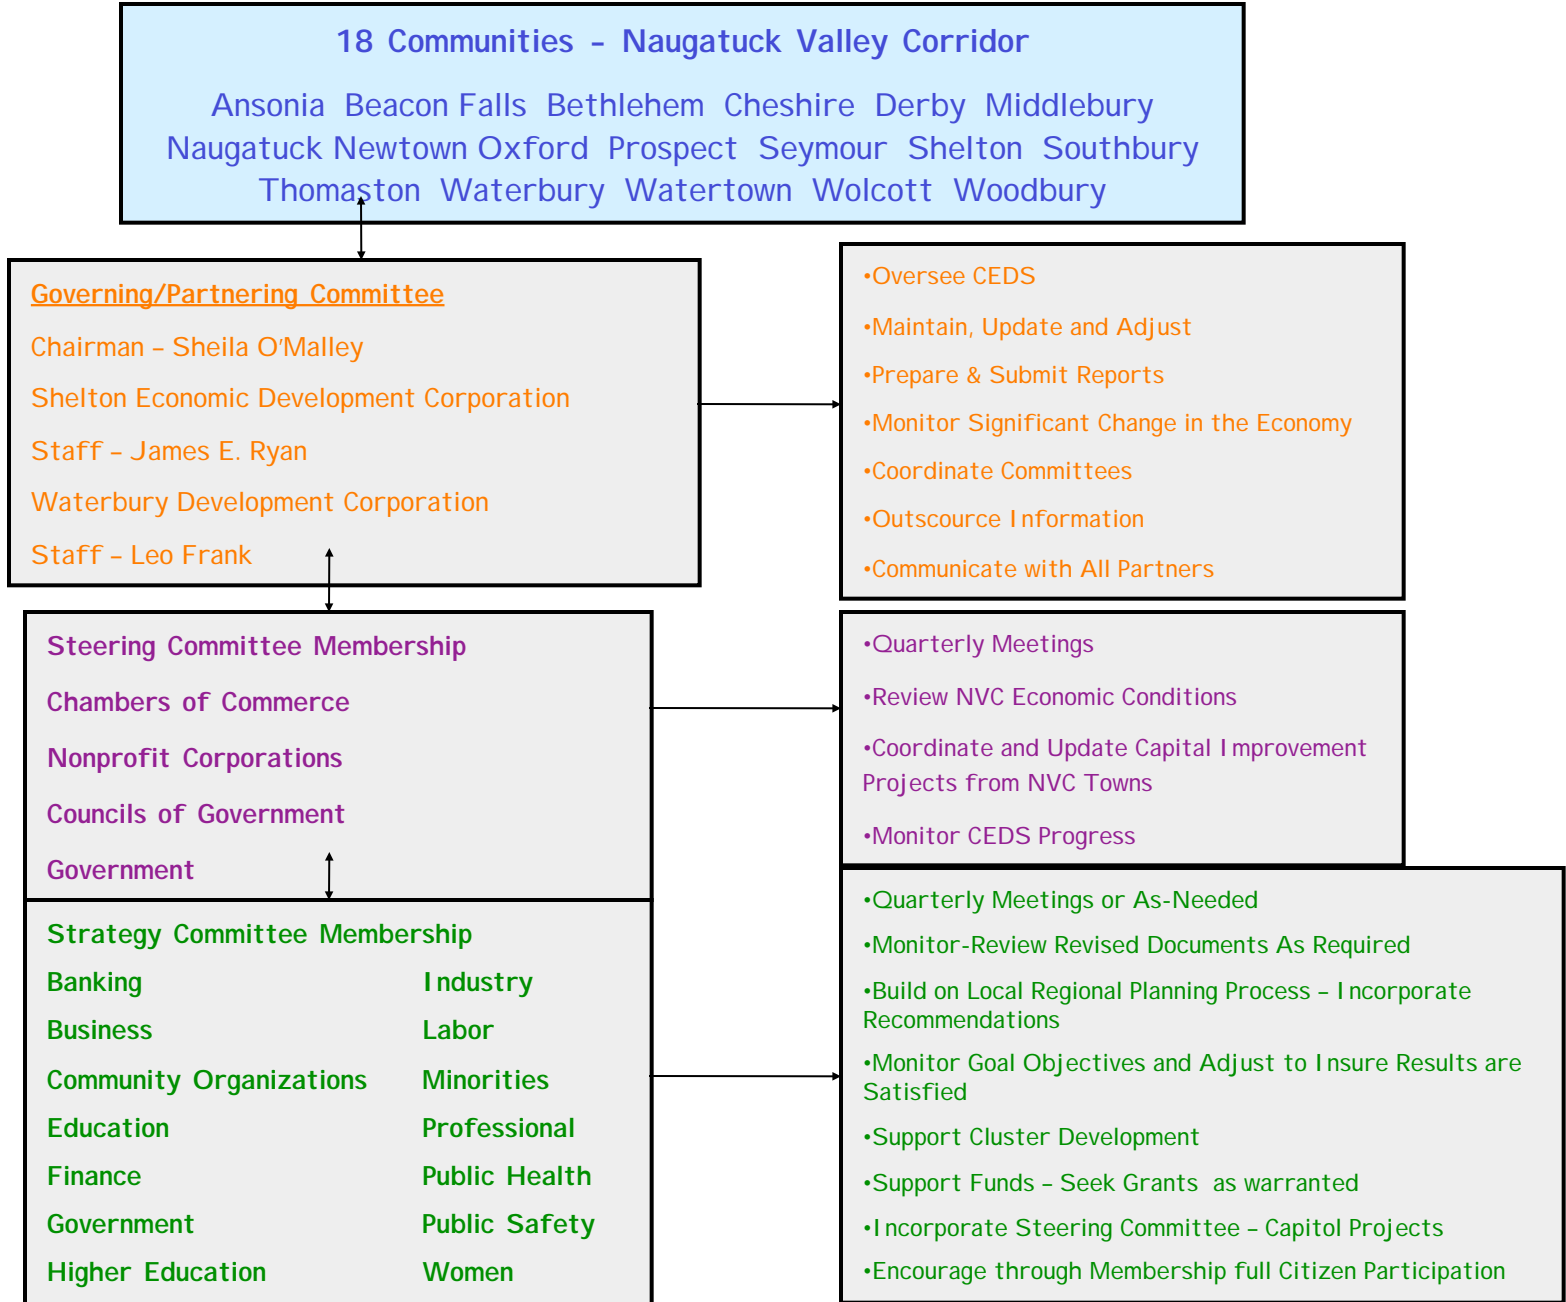 18 Communities – Naugatuck Valley Corridor
Ansonia Beacon Falls Bethlehem Cheshire Derby Middlebury
Naugatuck Newtown Oxford Prospect Seymour Shelton Southbury
Thomaston Waterbury Watertown Wolcott Woodbury
Governing/Partnering Committee
Chairman – Sheila O'Malley
Shelton Economic Development Corporation
Staff – James E. Ryan
Waterbury Development Corporation
Staff – Leo Frank
•Oversee CEDS
•Maintain, Update and Adjust
•Prepare & Submit Reports
•Monitor Significant Change in the Economy
•Coordinate Committees
•Outscource Information
•Communicate with All Partners
Steering Committee Membership
Chambers of Commerce
Nonprofit Corporations
Councils of Government
Government
•Quarterly Meetings
•Review NVC Economic Conditions
•Coordinate and Update Capital Improvement
Projects from NVC Towns
•Monitor CEDS Progress
Strategy Committee Membership
Banking
Business
Community Organizations
Education
Finance
Government
Higher Education
Industry
Labor
Minorities
Professional
Public Health
Public Safety
Women
•Quarterly Meetings or As-Needed
•Monitor-Review Revised Documents As Required
•Build on Local Regional Planning Process – Incorporate
Recommendations
•Monitor Goal Objectives and Adjust to Insure Results are
Satisfied
•Support Cluster Development
•Support Funds – Seek Grants as warranted
•Incorporate Steering Committee – Capitol Projects
•Encourage through Membership full Citizen Participation